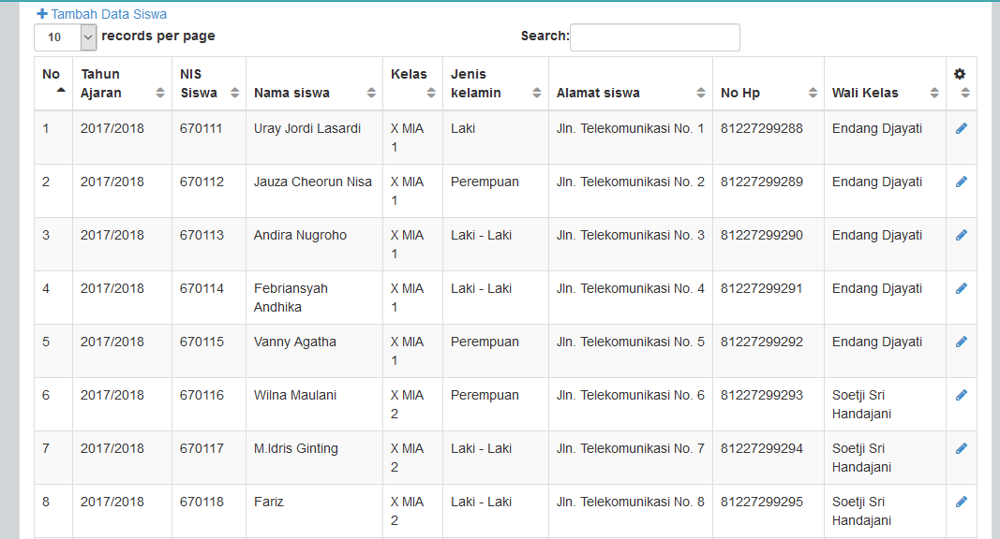 Tambah Data Siswa
10 records per page Search:
No Tahun Ajaran NIS Siswa Nama siswa Kelas Jenis kelamin Alamat siswa No Hp Wali Kelas
1 2017/2018 670111 Uray Jordi Lasardi X MIA 1 Laki Jln. Telekomunikasi No. 1 81227299288 Endang Djayati
2 2017/2018 670112 Jauza Cheorun Nisa X MIA 1 Perempuan Jln. Telekomunikasi No. 2 81227299289 Endang Djayati
3 2017/2018 670113 Andira Nugroho X MIA 1 Laki - Laki Jln. Telekomunikasi No. 3 81227299290 Endang Djayati
4 2017/2018 670114 Febriansyah Andhika X MIA 1 Laki - Laki Jln. Telekomunikasi No. 4 81227299291 Endang Djayati
5 2017/2018 670115 Vanny Agatha X MIA 1 Perempuan Jln. Telekomunikasi No. 5 81227299292 Endang Djayati
6 2017/2018 670116 Wilna Maulani X MIA 2 Perempuan Jln. Telekomunikasi No. 6 81227299293 Soetji Sri Handajani
7 2017/2018 670117 M.Idris Ginting X MIA 2 Laki - Laki Jln. Telekomunikasi No. 7 81227299294 Soetji Sri Handajani
8 2017/2018 670118 Fariz X MIA 2 Laki - Laki Jln. Telekomunikasi No. 8 81227299295 Soetji Sri Handajani